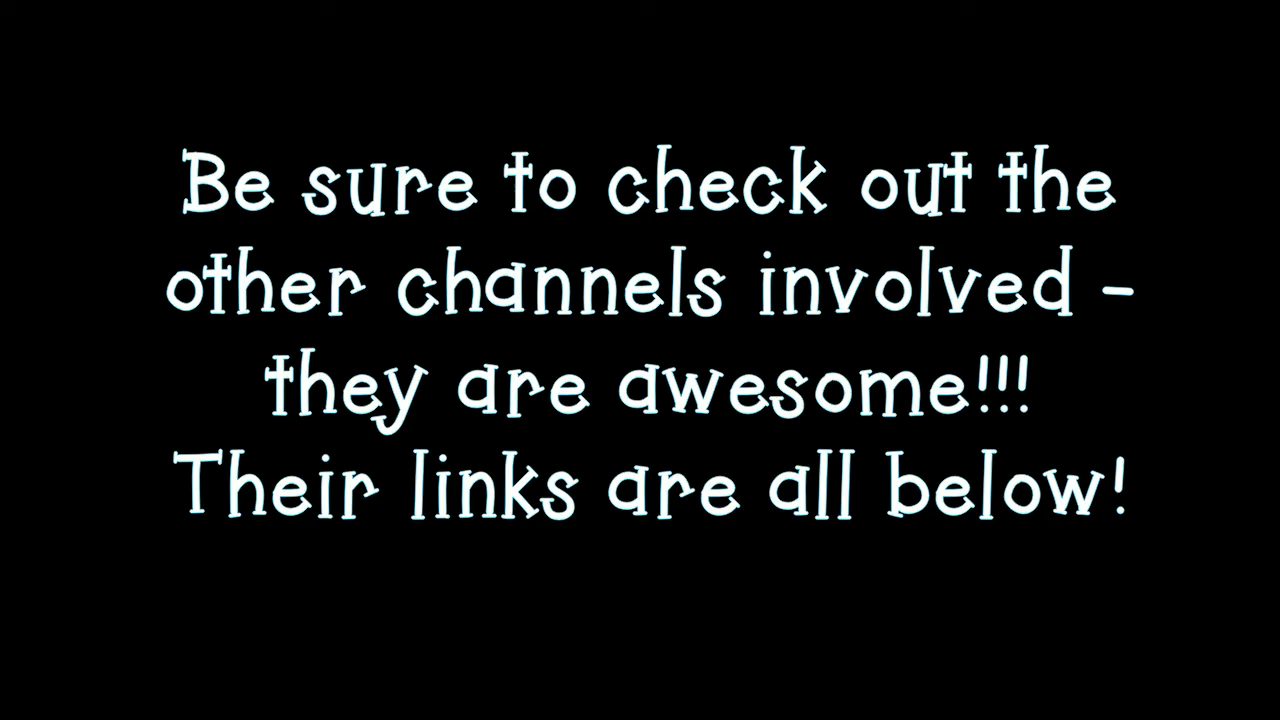 Be sure to check out the
other channels involved -
they are awesome!!!
Their links are all below!